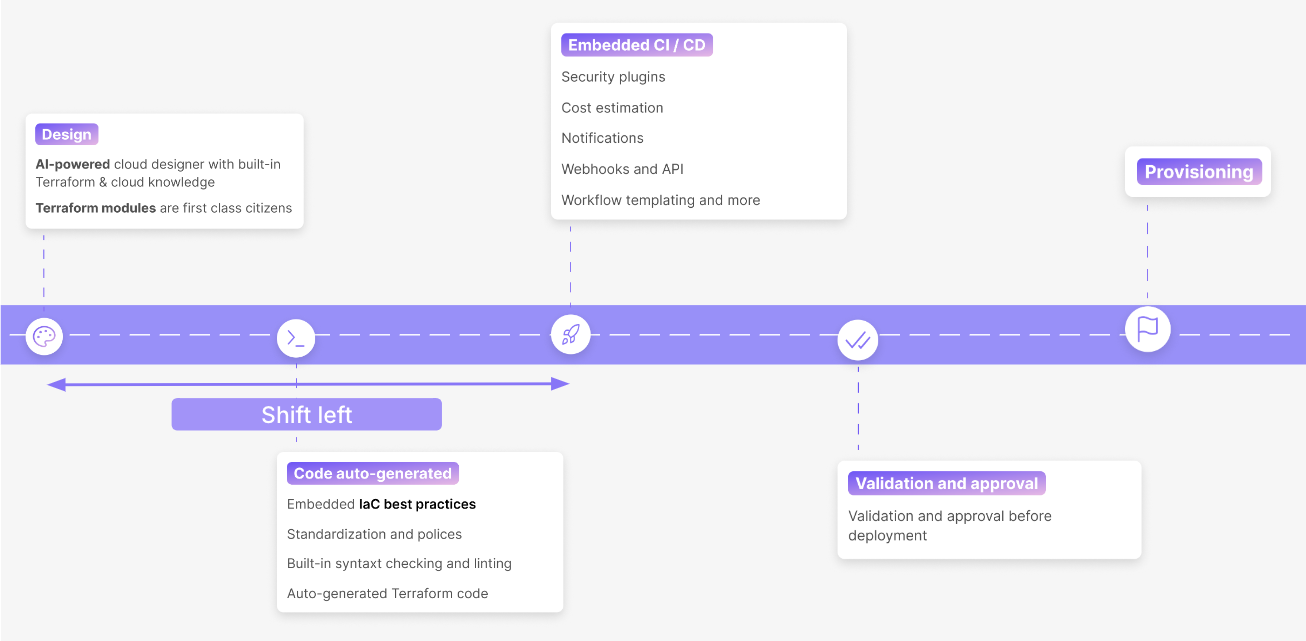 Design
AI-powered cloud designer with built-in
Terraform & cloud knowledge
Terraform modules are first class citizens
Embedded CI / CD
Security plugins
Cost estimation
Notifications
Webhooks and API
Workflow templating and more
Provisioning
Shift left
Code auto-generated
Embedded IaC best practices
Standardization and polices
Built-in syntaxt checking and linting
Auto-generated Terraform code
Validation and approval
Validation and approval before
deployment